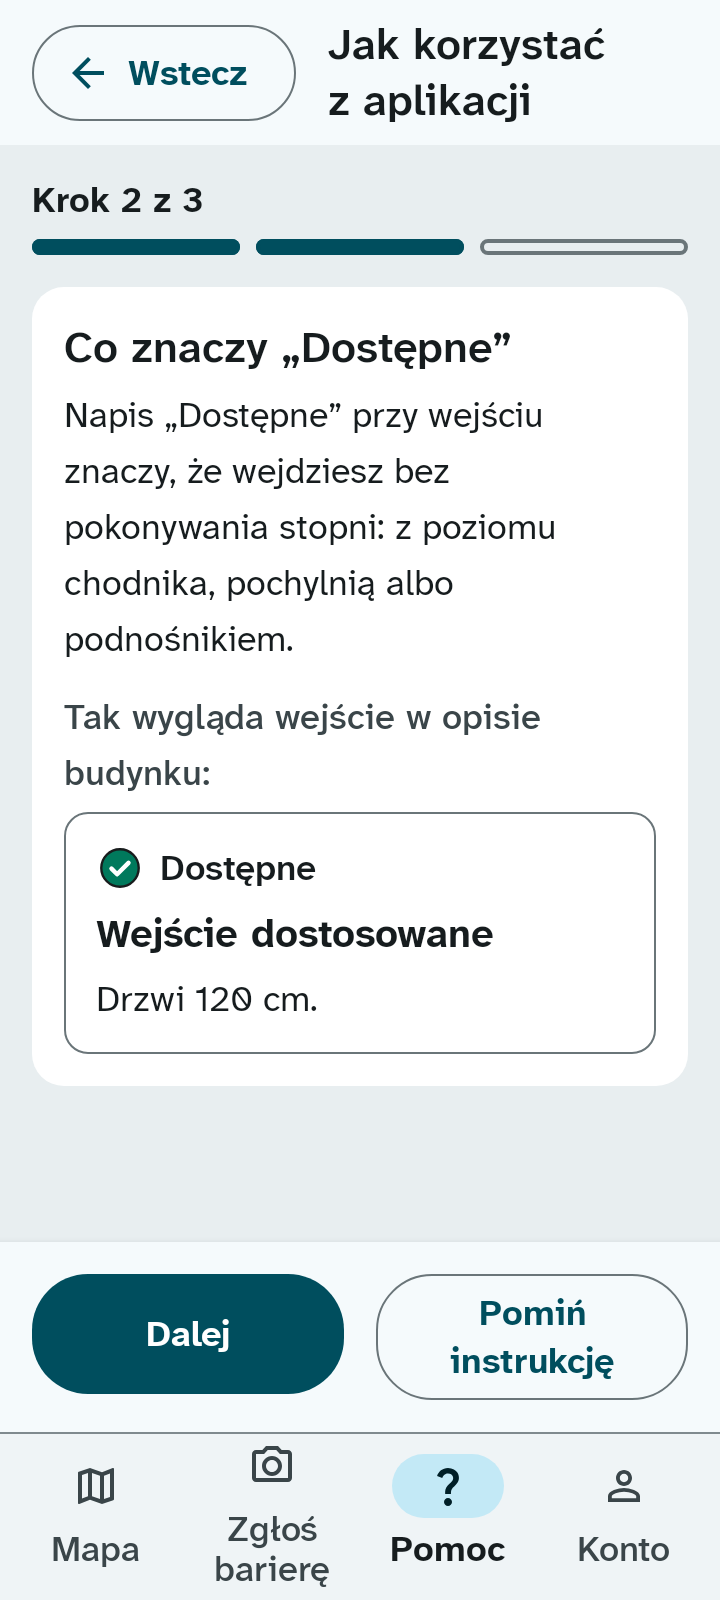 Wstecz
Jak korzystać
z aplikacji
Krok 2 z 3
Co znaczy „Dostępne”
Napis „Dostępne” przy wejściu
znaczy, że wejdziesz bez
pokonywania stopni: z poziomu
chodnika, pochylnią albo
podnośnikiem.
Tak wygląda wejście w opisie
budynku:
Dostępne
Wejście dostosowane
Drzwi 120 cm.
Dalej
Pomiń
instrukcję
Mapa
Zgłoś
barierę
?
Pomoc
Konto